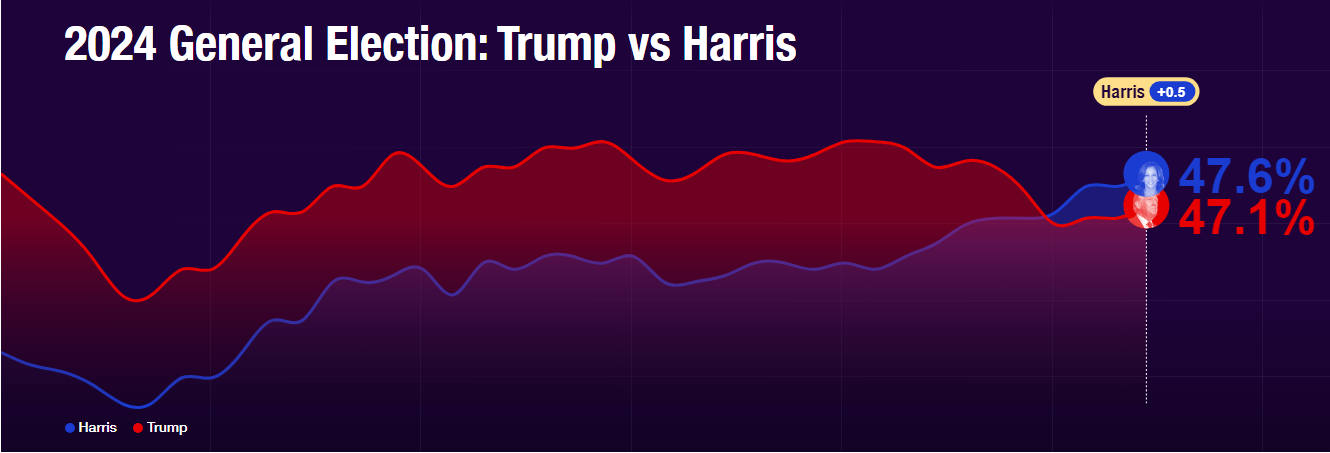 2024 General Election: Trump vs Harris
Harris +0.5
47.6%
47.1%
Harris Trump